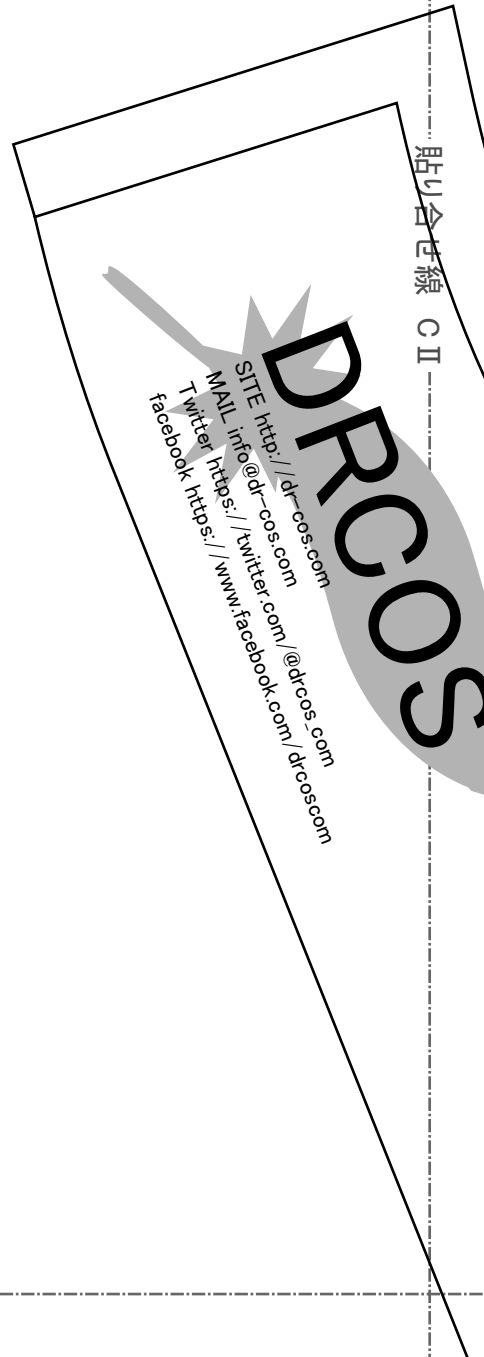 貼り合せ線 CⅡ
DRCOS
SITE http://dr-cos.com
MAIL info@dr-cos.com
Twitter https://twitter.com/@drcos_com
facebook https://www.facebook.com/drcoscom